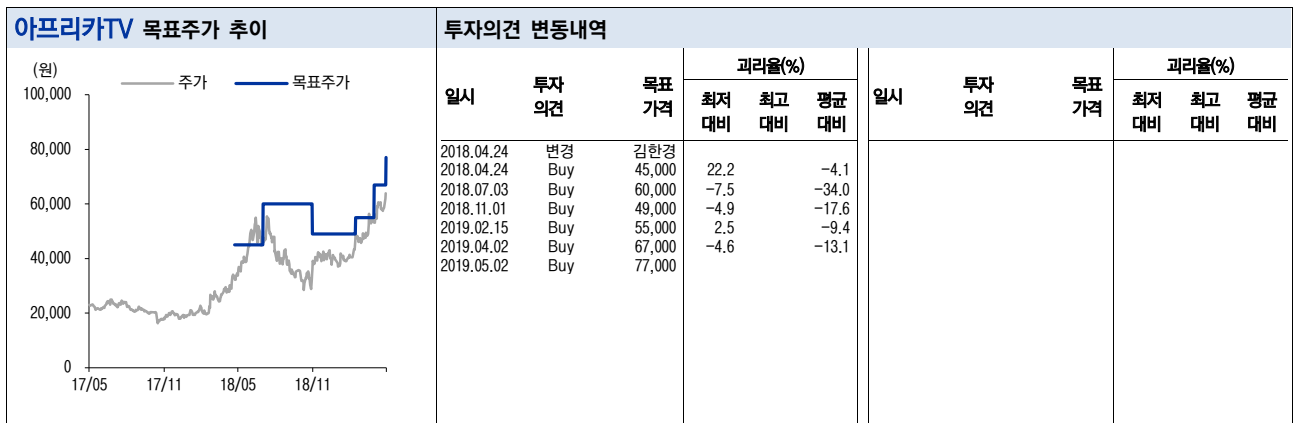 아프리카TV 목표주가 추이
(원)
주가 목표주가
100,000
80,000
60,000
40,000
20,000
0
17/05 17/11 18/05 18/11
투자의견 변동내역
일시 투자의견 목표가격 괴리율(%)
최저대비 최고대비 평균대비
2018.04.24 변경 김한경
2018.04.24 Buy 45,000 22.2 −4.1
2018.07.03 Buy 60,000 −7.5 −34.0
2018.11.01 Buy 49,000 −4.9 −17.6
2019.02.15 Buy 55,000 2.5 −9.4
2019.04.02 Buy 67,000 −4.6 −13.1
2019.05.02 Buy 77,000
일시 투자의견 목표가격 괴리율(%)
최저대비 최고대비 평균대비